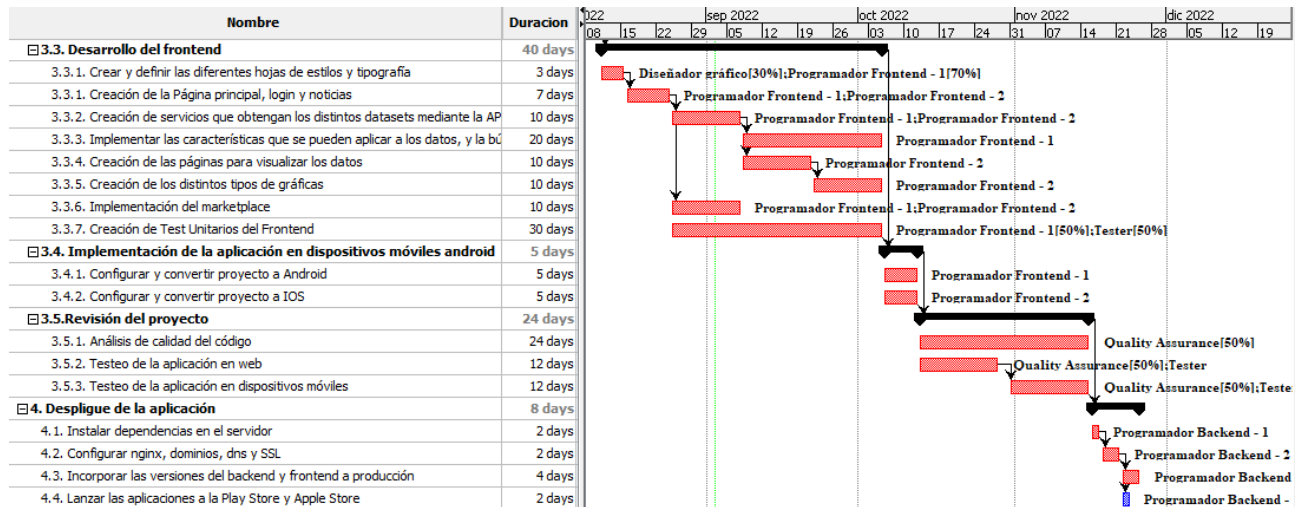 Nombre Duracion
022 sep 2022 oct 2022 nov 2022 dic 2022
08 15 22 29 05 12 19 26 03 10 17 24 31 07 14 21 28 05 12 19
3.3. Desarrollo del frontend 40 days
3.3.1. Crear y definir las diferentes hojas de estilos y tipografía 3 days Diseñador gráfico[30%];Programador Frontend - 1[70%]
3.3.1. Creación de la Página principal, login y noticias 7 days Programador Frontend - 1;Programador Frontend - 2
3.3.2. Creación de servicios que obtengan los distintos datasets mediante la AP 10 days Programador Frontend - 1;Programador Frontend - 2
3.3.3. Implementar las características que se pueden aplicar a los datos, y la bú 20 days Programador Frontend - 1
3.3.4. Creación de las páginas para visualizar los datos 10 days Programador Frontend - 2
3.3.5. Creación de los distintos tipos de gráficas 10 days Programador Frontend - 2
3.3.6. Implementación del marketplace 10 days Programador Frontend - 1;Programador Frontend - 2
3.3.7. Creación de Test Unitarios del Frontend 30 days Programador Frontend - 1[50%];Tester[50%]
3.4. Implementación de la aplicación en dispositivos móviles android 5 days
3.4.1. Configurar y convertir proyecto a Android 5 days Programador Frontend - 1
3.4.2. Configurar y convertir proyecto a IOS 5 days Programador Frontend - 2
3.5.Revisión del proyecto 24 days
3.5.1. Análisis de calidad del código 24 days Quality Assurance[50%]
3.5.2. Testeo de la aplicación en web 12 days Quality Assurance[50%];Tester
3.5.3. Testeo de la aplicación en dispositivos móviles 12 days Quality Assurance[50%];Teste
4. Despligue de la aplicación 8 days
4.1. Instalar dependencias en el servidor 2 days Programador Backend - 1
4.2. Configurar nginx, dominios, dns y SSL 2 days Programador Backend - 2
4.3. Incorporar las versiones del backend y frontend a producción 4 days Programador Backend
4.4. Lanzar las aplicaciones a la Play Store y Apple Store 2 days Programador Backend -